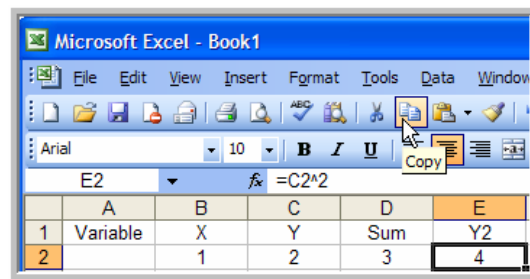 Microsoft Excel - Book1
File Edit View Insert Format Tools Data Window
ABC
Arial 10 B I U
Copy
E2 fx =C2^2
A B C D E
1 Variable X Y Sum Y2
2 1 2 3 4